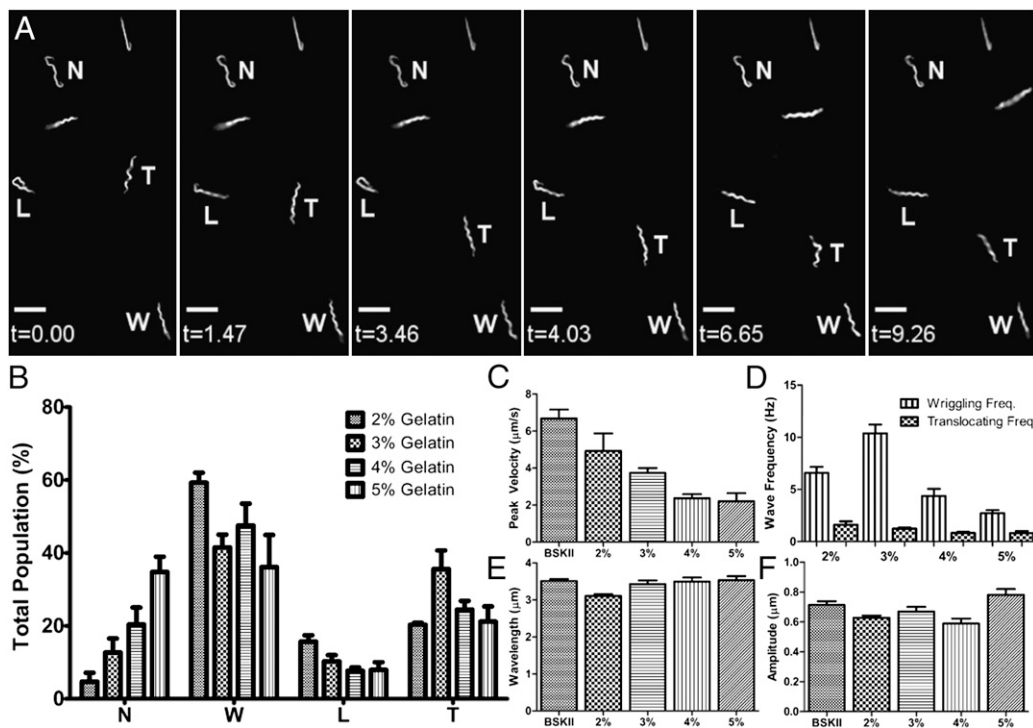 A
N
T
L
W
t=0.00
N
T
L
W
t=1.47
N
T
L
W
t=3.46
N
T
L
W
t=4.03
N
T
L
W
t=6.65
N
T
L
W
t=9.26
B
Total Population (%)
80
60
40
20
0
2% Gelatin
3% Gelatin
4% Gelatin
5% Gelatin
N W L T
C
Peak Velocity (μm/s)
8
6
4
2
0
BSKII 2% 3% 4% 5%
D
Wave Frequency (Hz)
15
10
5
0
Wriggling Freq.
Translocating Freq
2% 3% 4% 5%
E
Wavelength (μm)
4
3
2
1
0
BSKII 2% 3% 4% 5%
F
Amplitude (μm)
1.0
0.8
0.6
0.4
0.2
0.0
BSKII 2% 3% 4% 5%